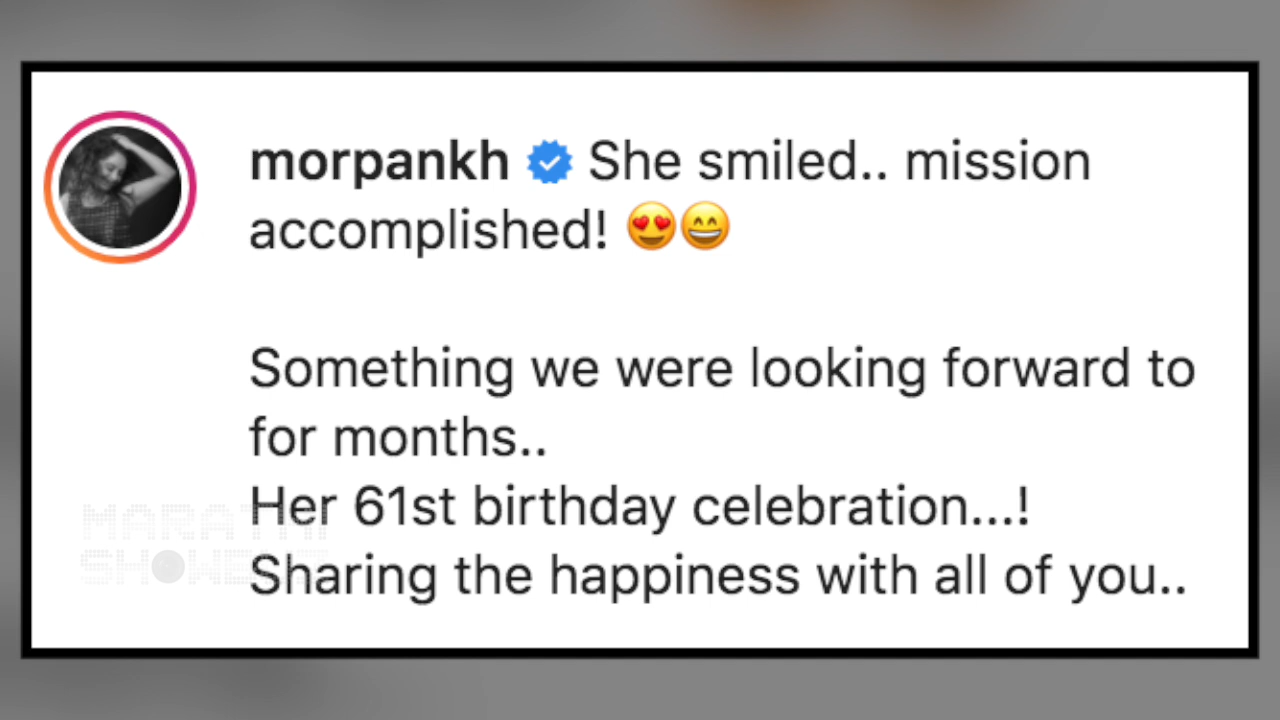 morpankh She smiled.. mission
accomplished! 😍😄
Something we were looking forward to
for months..
Her 61st birthday celebration...!
Sharing the happiness with all of you..
MARATHI